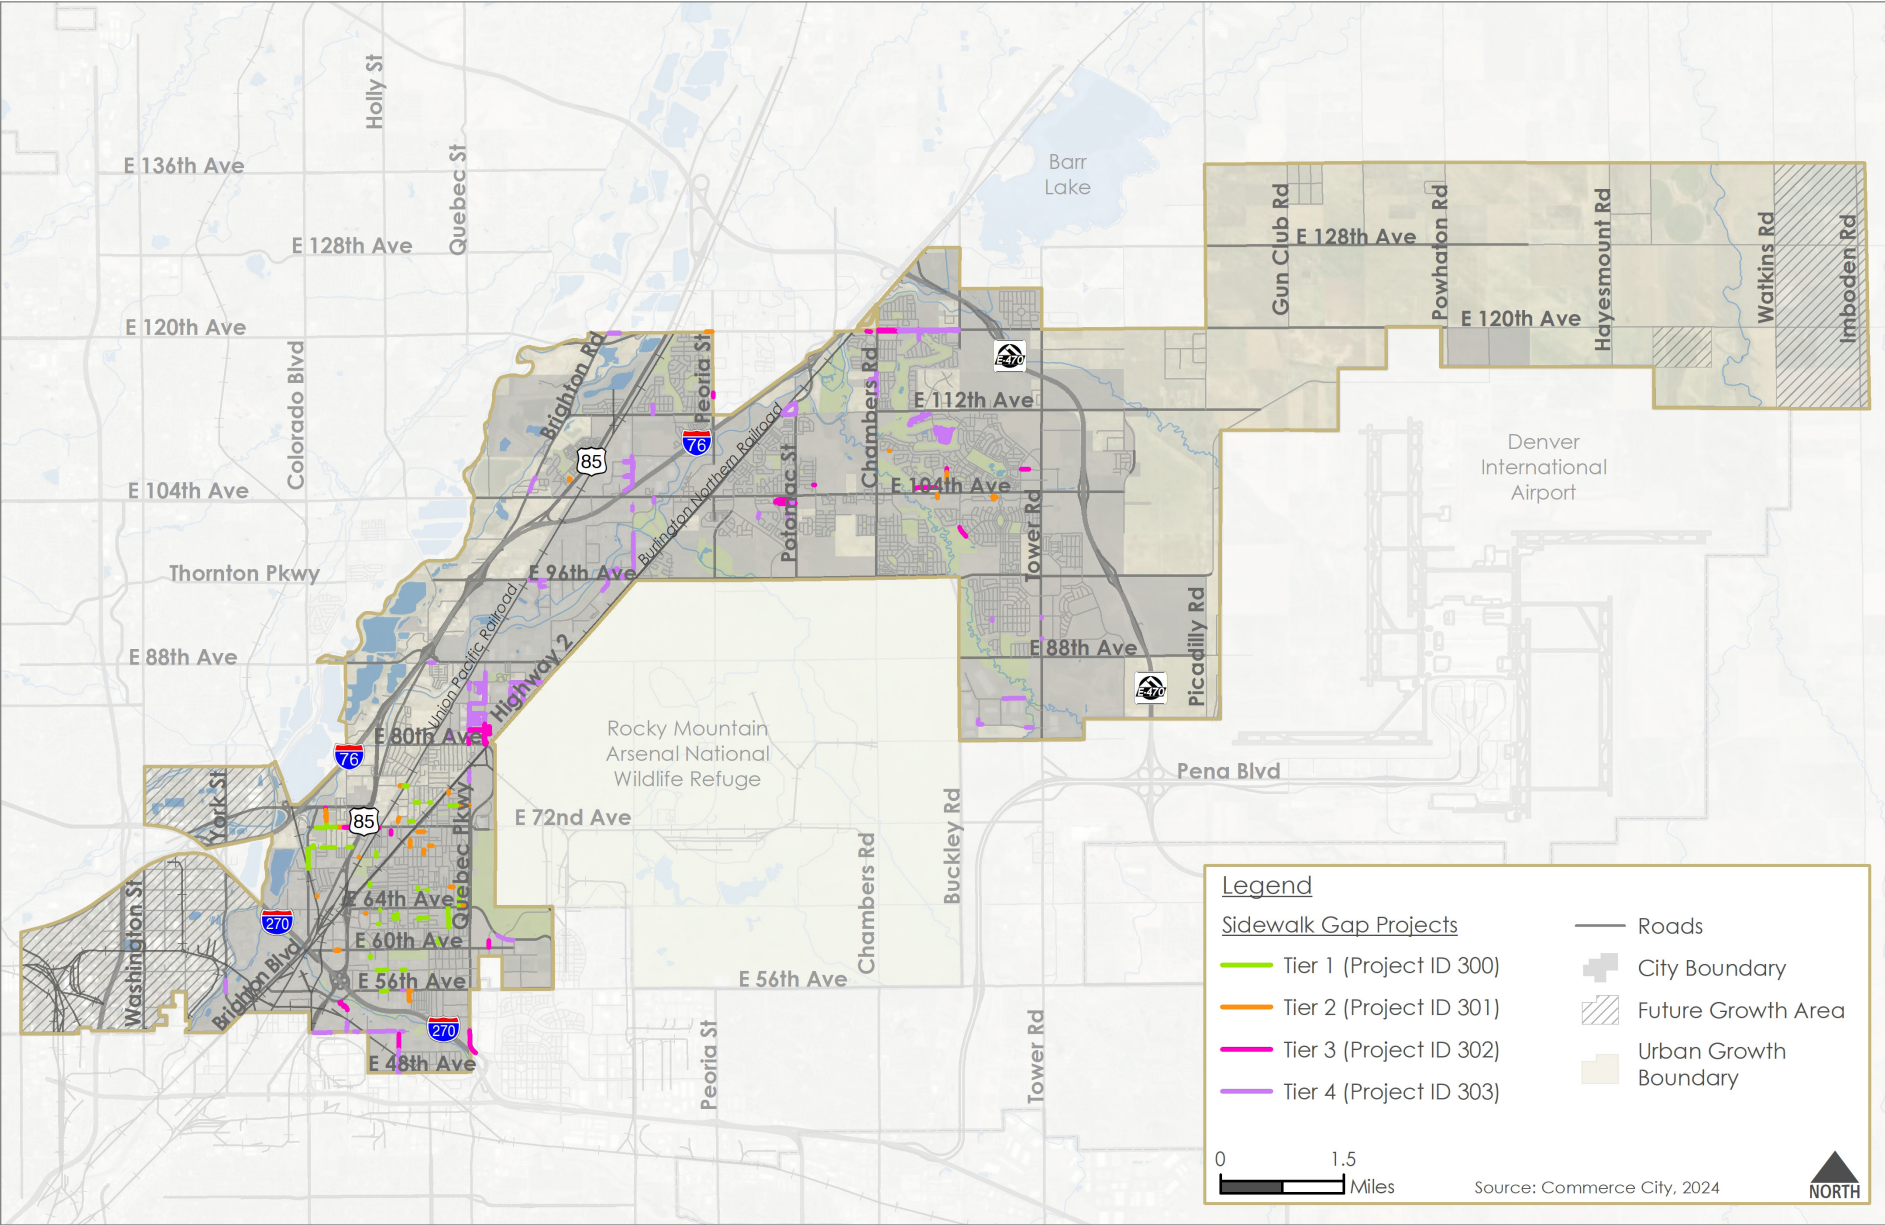 Holly St
Quebec St
E 136th Ave
Barr
Lake
E 128th Ave
E 128th Ave
Gun Club Rd
Powhaton Rd
Hayesmount Rd
Watkins Rd
Imboden Rd
E 120th Ave
E 120th Ave
Colorado Blvd
Brighton Rd
Peoria St
Chambers Rd
E-470
E 112th Ave
76
85
Burlington Northern Railroad
Potomac St
E 104th Ave
E 104th Ave
Tower Rd
Denver
International
Airport
Thornton Pkwy
E 96th Ave
Union Pacific Railroad
Highway 2
E 88th Ave
E 88th Ave
Picadilly Rd
E-470
Rocky Mountain
Arsenal National
Wildlife Refuge
E 80th Ave
76
York St
85
Quebec Pkwy
E 72nd Ave
Pena Blvd
Buckley Rd
Chambers Rd
Washington St
270
E 64th Ave
E 60th Ave
Brighton Blvd
E 56th Ave
E 56th Ave
270
E 48th Ave
Peoria St
Tower Rd
Legend
Sidewalk Gap Projects
Tier 1 (Project ID 300)
Tier 2 (Project ID 301)
Tier 3 (Project ID 302)
Tier 4 (Project ID 303)
Roads
City Boundary
Future Growth Area
Urban Growth
Boundary
0 1.5
Miles
Source: Commerce City, 2024
NORTH